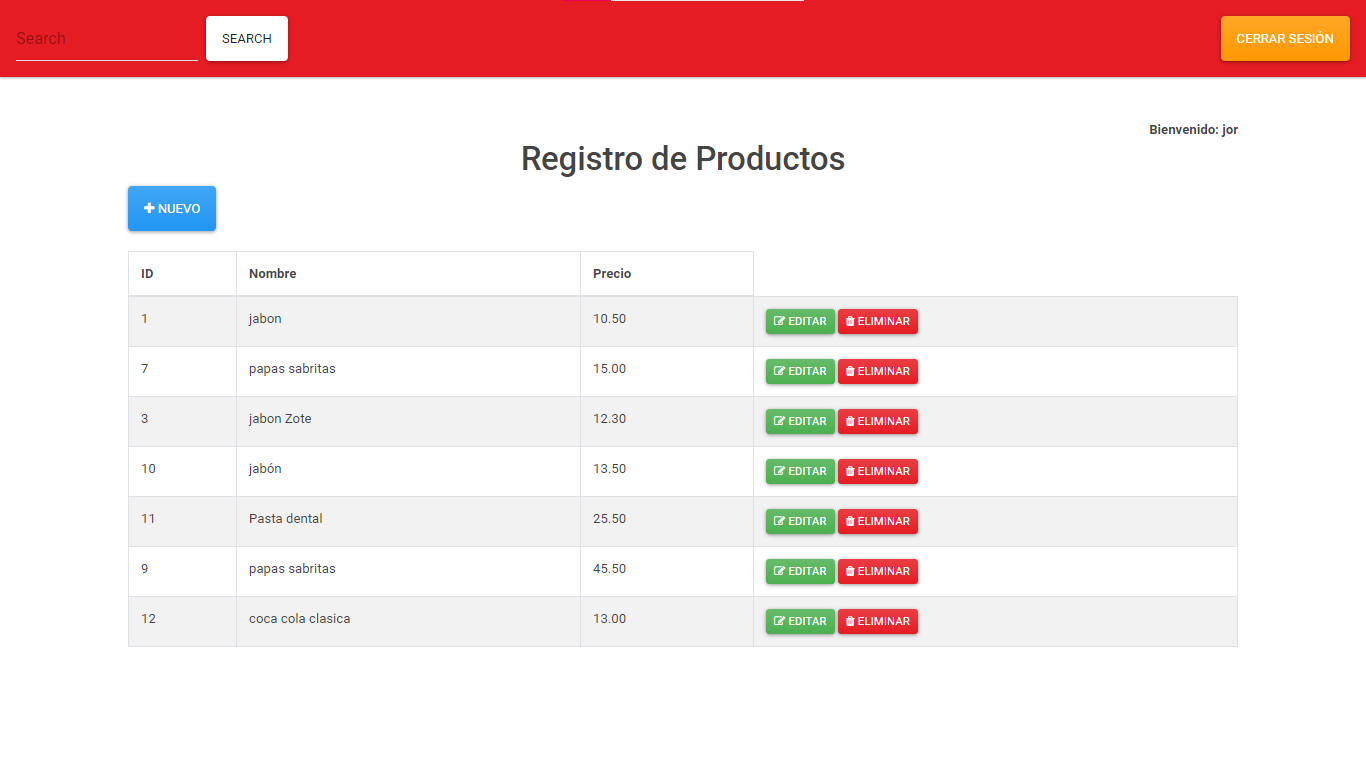 Search SEARCH CERRAR SESIÓN
Bienvenido: jor
Registro de Productos
NUEVO
ID Nombre Precio
1 jabon 10.50 EDITAR ELIMINAR
7 papas sabritas 15.00 EDITAR ELIMINAR
3 jabon Zote 12.30 EDITAR ELIMINAR
10 jabón 13.50 EDITAR ELIMINAR
11 Pasta dental 25.50 EDITAR ELIMINAR
9 papas sabritas 45.50 EDITAR ELIMINAR
12 coca cola clasica 13.00 EDITAR ELIMINAR